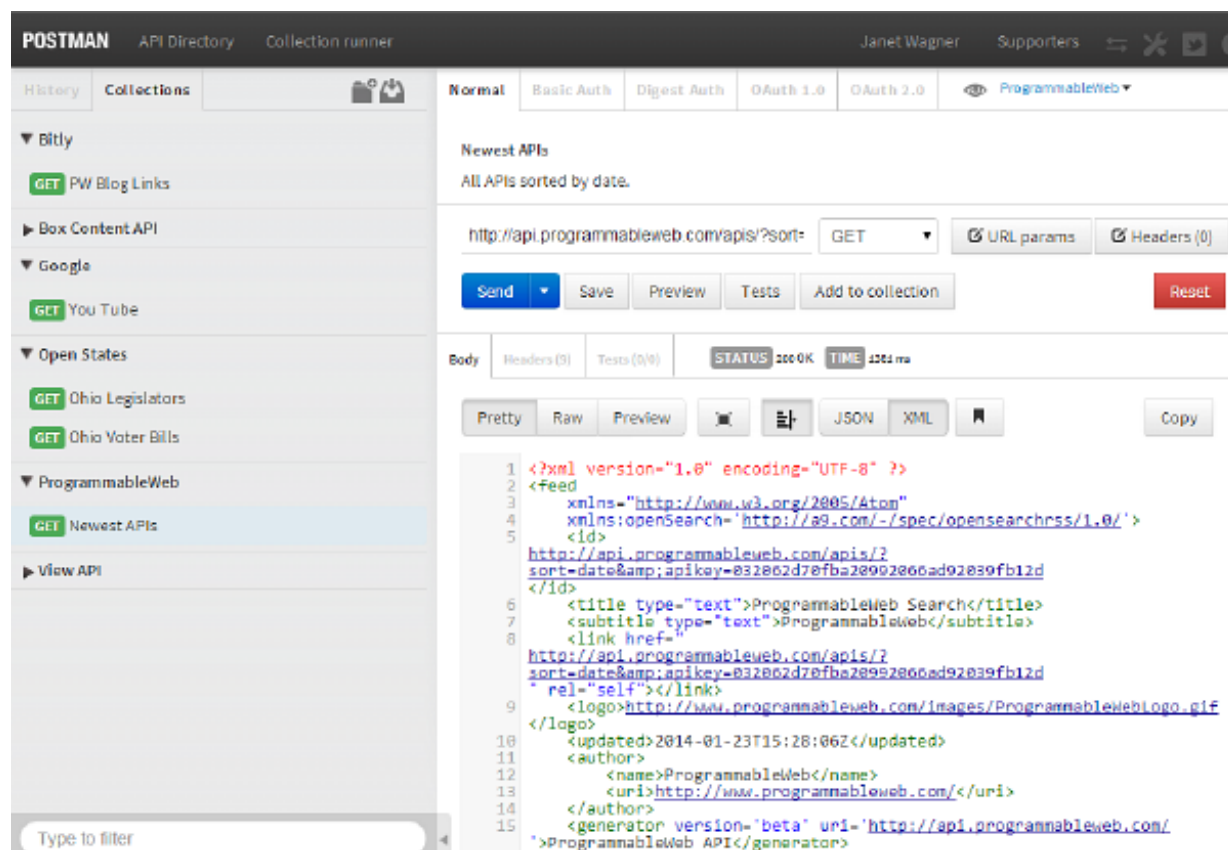 POSTMAN API Directory Collection runner Janet Wagner Supporters
History Collections
Bitly
GET PW Blog Links
Box Content API
Google
GET You Tube
Open States
GET Ohio Legislators
GET Ohio Voter Bills
ProgrammableWeb
GET Newest APIs
View API
Type to filter
Normal Basic Auth Digest Auth OAuth 1.0 OAuth 2.0 ProgrammableWeb
Newest APIs
All APIs sorted by date.
http://api.programmableweb.com/apis/?sort= GET URL params Headers (0)
Send Save Preview Tests Add to collection Reset
Body Headers (9) Tests (0/0) STATUS 200 OK TIME ms
Pretty Raw Preview JSON XML Copy
1 <?xml version="1.0" encoding="UTF-8" ?>
2 <feed
3 xmlns="http://www.w3.org/2005/Atom"
4 xmlns:openSearch='http://a9.com/-/spec/opensearchrss/1.0/'>
5 <id>
http://api.programmableweb.com/apis/?
sort=date&amp;apikey=032062d70fba20992066ad92039fb12d
</id>
6 <title type="text">ProgrammableWeb Search</title>
7 <subtitle type="text">ProgrammableWeb</subtitle>
8 <link href="
http://api.programmableweb.com/apis/?
sort=date&amp;apikey=032062d70fba20992066ad92039fb12d
" rel="self"></link>
9 <logo>http://www.programmableweb.com/images/ProgrammableWebLogo.gif
</logo>
10 <updated>2014-01-23T15:28:06Z</updated>
11 <author>
12 <name>ProgrammableWeb</name>
13 <uri>http://www.programmableweb.com/</uri>
14 </author>
15 <generator version='beta' uri='http://api.programmableweb.com/
'>ProgrammableWeb API</generator>